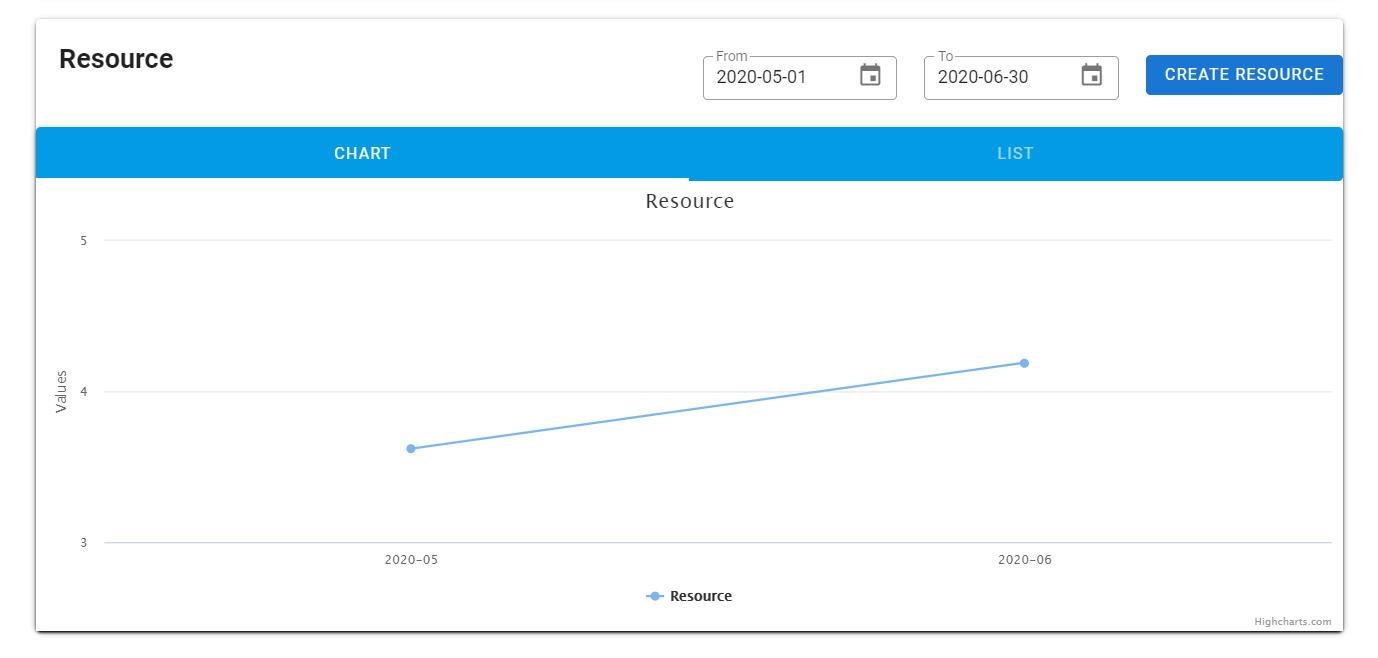 Resource
From
2020-05-01
To
2020-06-30
CREATE RESOURCE
CHART
LIST
Resource
5
4
3
Values
2020-05
2020-06
Resource
Highcharts.com